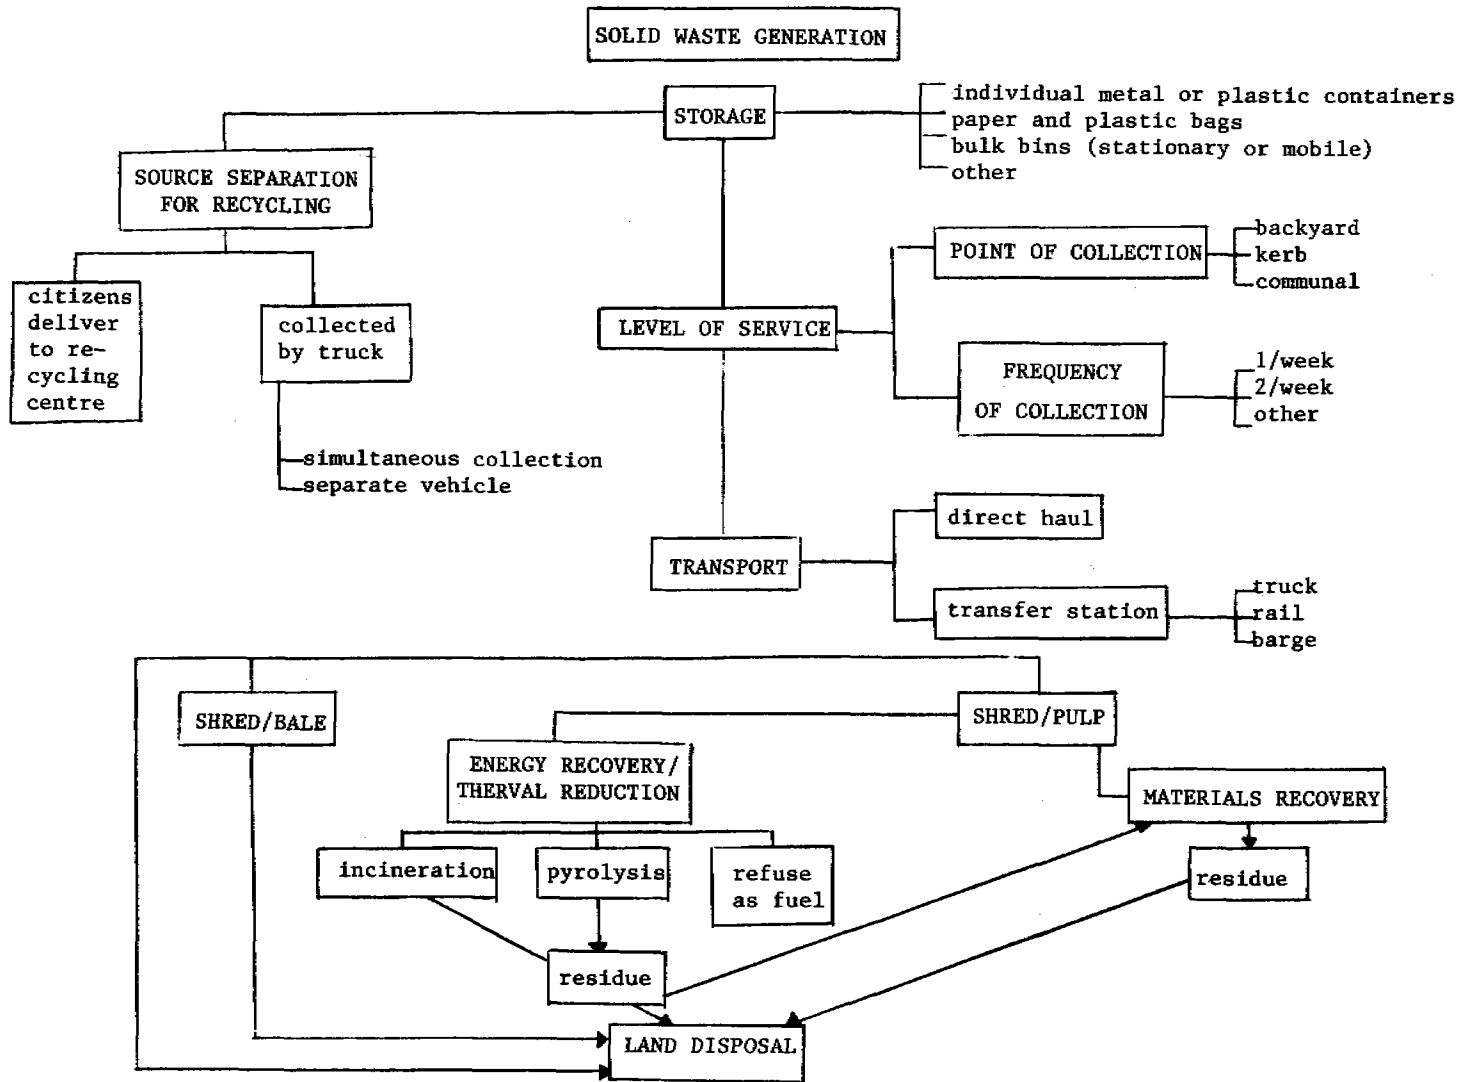 SOLID WASTE GENERATION
STORAGE
individual metal or plastic containers
paper and plastic bags
bulk bins (stationary or mobile)
other
SOURCE SEPARATION
FOR RECYCLING
citizens
deliver
to re-
cycling
centre
collected
by truck
simultaneous collection
separate vehicle
LEVEL OF SERVICE
POINT OF COLLECTION
backyard
kerb
communal
FREQUENCY
OF COLLECTION
1/week
2/week
other
TRANSPORT
direct haul
transfer station
truck
rail
barge
SHRED/BALE
SHRED/PULP
ENERGY RECOVERY/
THERVAL REDUCTION
MATERIALS RECOVERY
incineration
pyrolysis
refuse
as fuel
residue
residue
LAND DISPOSAL